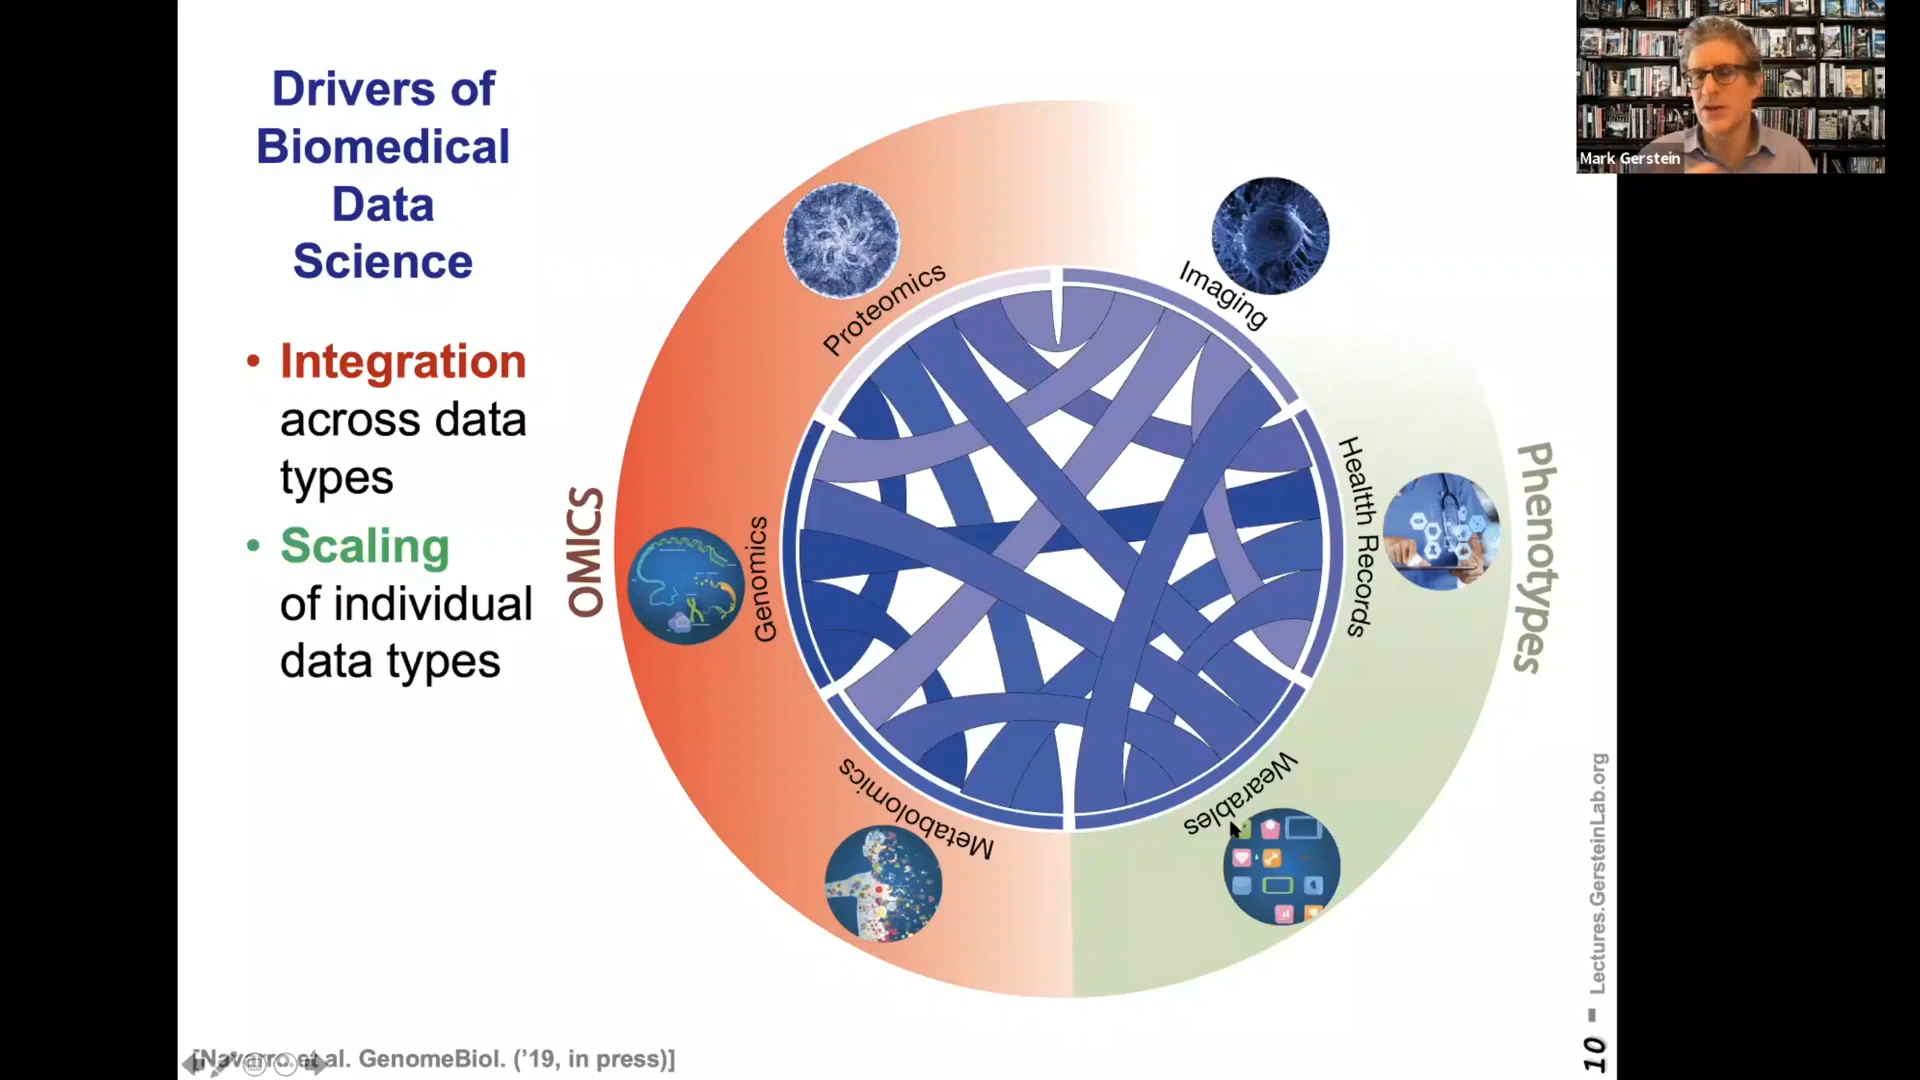 Drivers of
Biomedical
Data
Science
• Integration
across data
types
• Scaling
of individual
data types
OMICS
Proteomics
Genomics
Metabolomics
Imaging
Health Records
Wearables
Phenotypes
Mark Gerstein
[Navarro et al. GenomeBiol. ('19, in press)]
10 - Lectures.GersteinLab.org